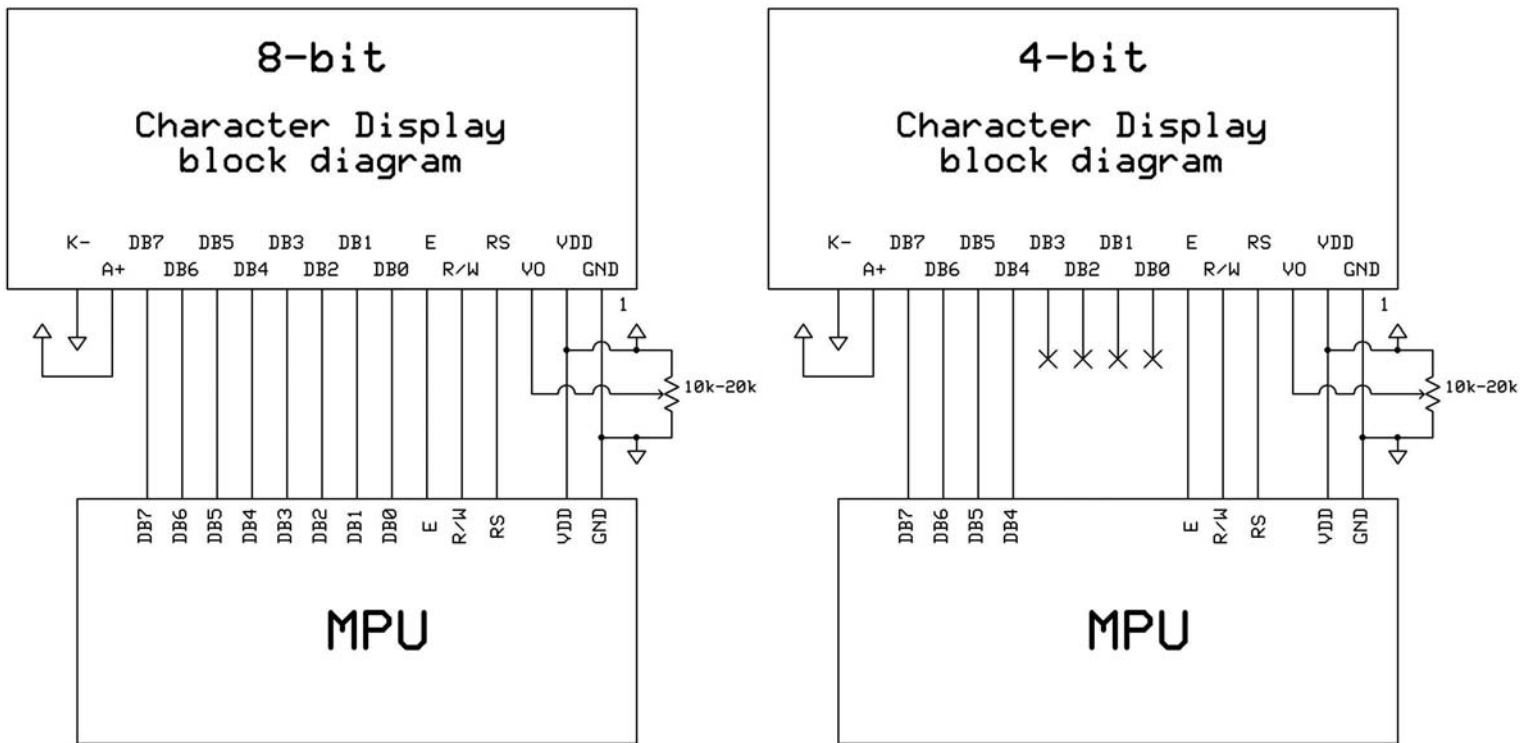 8-bit
Character Display
block diagram
K- DB7 DB5 DB3 DB1 E RS VDD
A+ DB6 DB4 DB2 DB0 R/W VO GND
1
10k-20k
DB7 DB6 DB5 DB4 DB3 DB2 DB1 DB0 E R/W RS VDD GND
MPU
4-bit
Character Display
block diagram
K- DB7 DB5 DB3 DB1 E RS VDD
A+ DB6 DB4 DB2 DB0 R/W VO GND
1
10k-20k
DB7 DB6 DB5 DB4 E R/W RS VDD GND
MPU